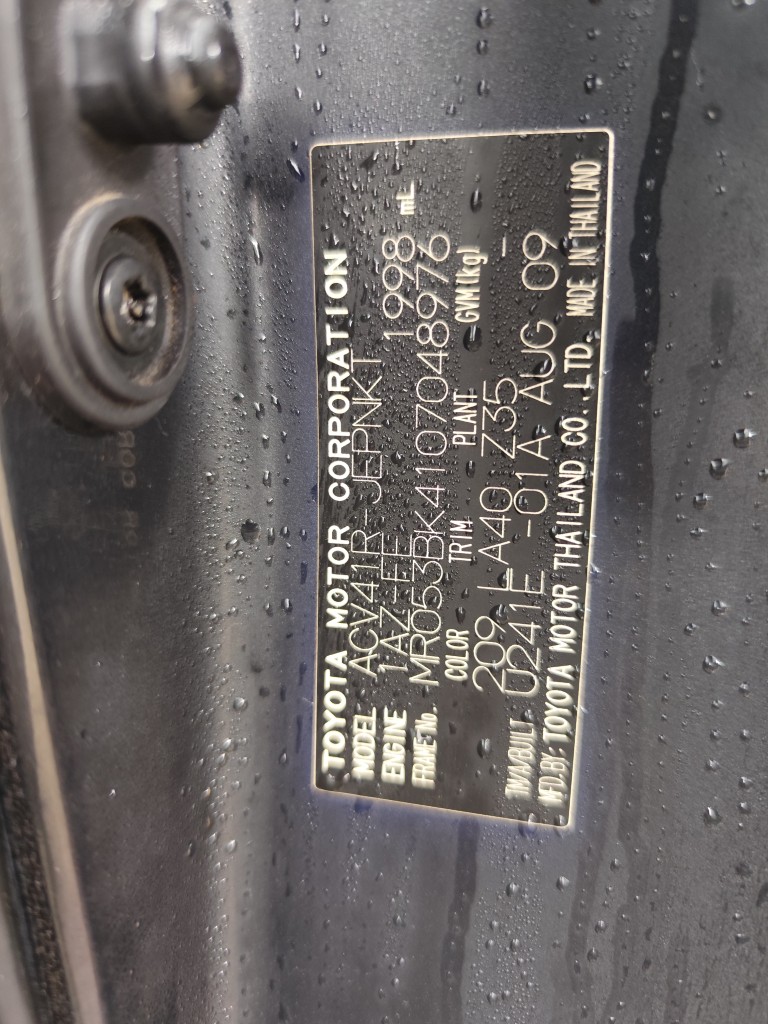 TOYOTA MOTOR CORPORATION
MODEL ACV41R-JEPNKT
ENGINE 1AZ-FE 1998 mL
FRAME No. MR053BK4107048976
COLOR TRIM PLANT GVM(kg)
209 LA40 Z35 -
TM/A/BUILT U241E -01A AUG 09
MFD.BY: TOYOTA MOTOR THAILAND CO., LTD. MADE IN THAILAND